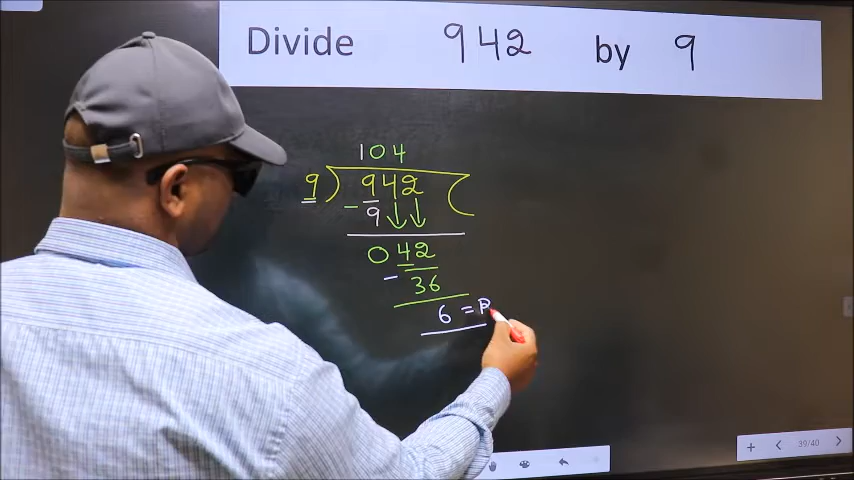 Divide 942 by 9
104
9) 942 (
- 9
042
- 36
6 = R
39/40